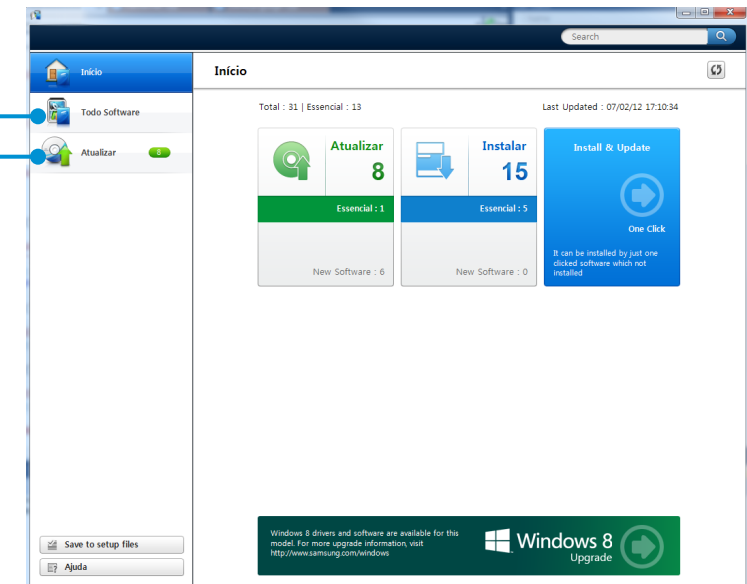 Search
Início
Todo Software
Atualizar
8
Início
Total : 31 | Essencial : 13
Last Updated : 07/02/12 17:10:34
Atualizar
8
Essencial : 1
New Software : 6
Instalar
15
Essencial : 5
New Software : 0
Install & Update
One Click
It can be installed by just one
clicked software which not
installed
Windows 8 drivers and software are available for this
model. For more upgrade information, visit
http://www.samsung.com/windows
Windows 8
Upgrade
Save to setup files
Ajuda